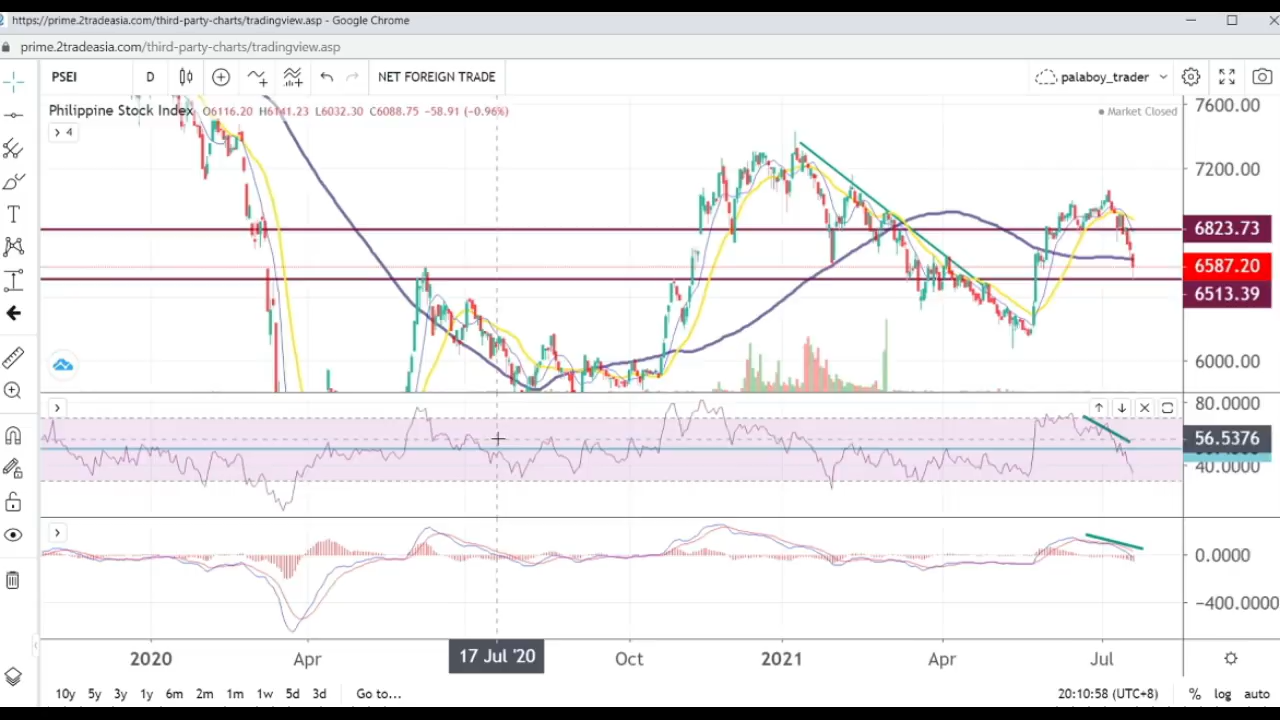 https://prime.2tradeasia.com/third-party-charts/tradingview.asp - Google Chrome
prime.2tradeasia.com/third-party-charts/tradingview.asp
PSEI D NET FOREIGN TRADE palaboy_trader
Philippine Stock Index O6116.20 H6141.23 L6032.30 C6088.75 −58.91 (−0.96%) Market Closed
4
7600.00
7200.00
6823.73
6587.20
6513.39
6000.00
80.0000
56.5376
40.0000
0.0000
−400.0000
2020 Apr 17 Jul '20 Oct 2021 Apr Jul
10y 5y 3y 1y 6m 2m 1m 1w 5d 3d Go to... 20:10:58 (UTC+8) % log auto